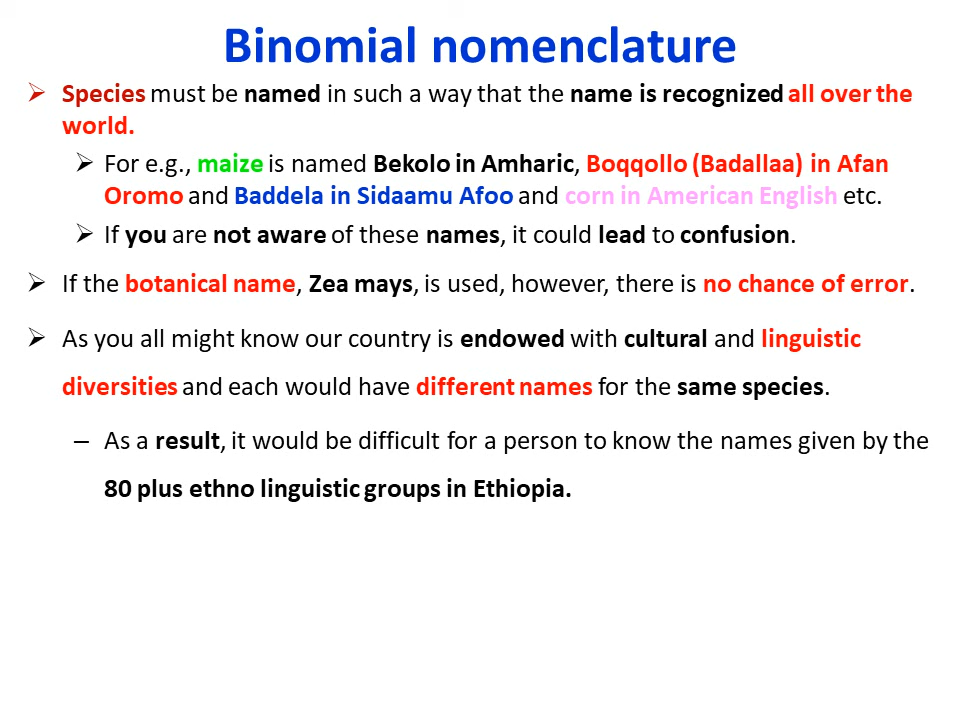 Binomial nomenclature
➢ Species must be named in such a way that the name is recognized all over the
world.
➢ For e.g., maize is named Bekolo in Amharic, Boqqollo (Badallaa) in Afan
Oromo and Baddela in Sidaamu Afoo and corn in American English etc.
➢ If you are not aware of these names, it could lead to confusion.
➢ If the botanical name, Zea mays, is used, however, there is no chance of error.
➢ As you all might know our country is endowed with cultural and linguistic
diversities and each would have different names for the same species.
– As a result, it would be difficult for a person to know the names given by the
80 plus ethno linguistic groups in Ethiopia.